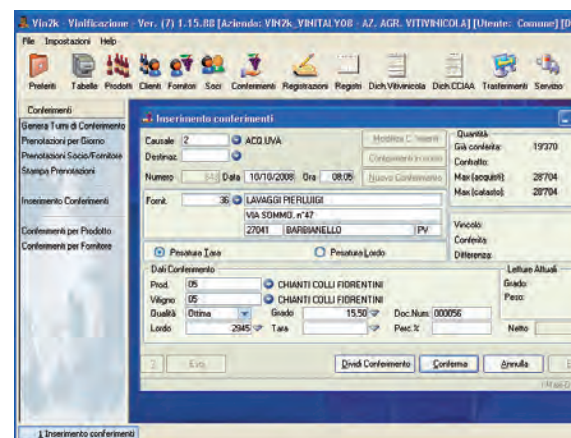 Vin2k - Vinificazione - Ver. (7) 1.15.88 [Azienda: VIN2k_VINITALY08 - AZ. AGR. VITIVINICOLA] [Utente: Comune] [D
File Impostazioni Help
Preferiti Tabelle Prodotti Clienti Fornitori Soci Conferimenti Registrazioni Registri Dich.Vitivinicola Dich.CCIAA Trasferimenti Servizio
Conferimenti
Genera Turni di Conferimento
Prenotazioni per Giorno
Prenotazioni Socio/Fornitore
Stampa Prenotazioni
Inserimento Conferimenti
Conferimenti per Prodotto
Conferimenti per Fornitore
Inserimento conferimenti
Causale 2 ACQ.UVA
Destinaz.
Numero Data 10/10/2008 Ora 08:05 Nuovo Conferimento
Fornit. 36 LAVAGGI PIERLUIGI
VIA SOMMO, n°47
27041 BARBIANELLO PV
Quantità
Già conferita: 19'370
Contratto:
Max (acquisti): 28'704
Max (catasto): 28'704
Vincolo:
Conferita:
Differenza:
Pesatura Tara Pesatura Lordo
Dati Conferimento
Prod. 05 CHIANTI COLLI FIORENTINI
Vitigno 05 CHIANTI COLLI FIORENTINI
Qualità Ottima Grado 15,50 Doc.Num. 000056
Lordo 2945 Tara Perc.%
Letture Attuali
Grado:
Peso:
Netto
Esci Dividi Conferimento Conferma Annulla
1 Inserimento conferimenti